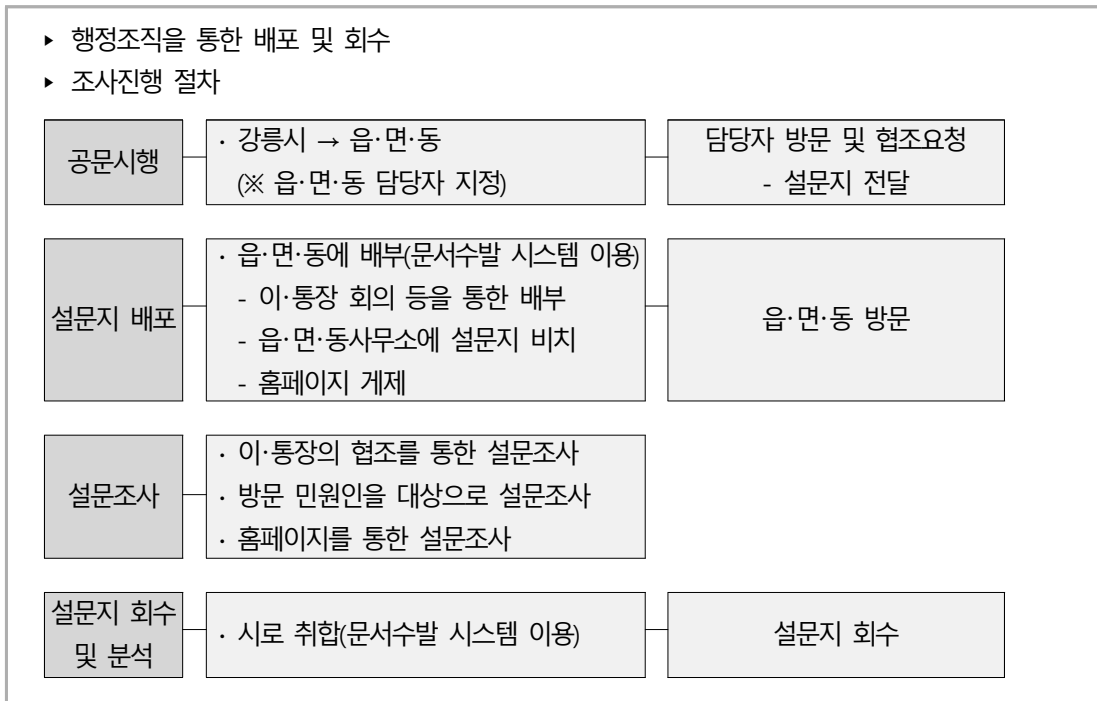 ▸ 행정조직을 통한 배포 및 회수
▸ 조사진행 절차
공문시행
· 강릉시 → 읍·면·동
(※ 읍·면·동 담당자 지정)
담당자 방문 및 협조요청
- 설문지 전달
설문지 배포
· 읍·면·동에 배부(문서수발 시스템 이용)
- 이·통장 회의 등을 통한 배부
- 읍·면·동사무소에 설문지 비치
- 홈페이지 게제
읍·면·동 방문
설문조사
· 이·통장의 협조를 통한 설문조사
· 방문 민원인을 대상으로 설문조사
· 홈페이지를 통한 설문조사
설문지 회수
및 분석
· 시로 취합(문서수발 시스템 이용)
설문지 회수